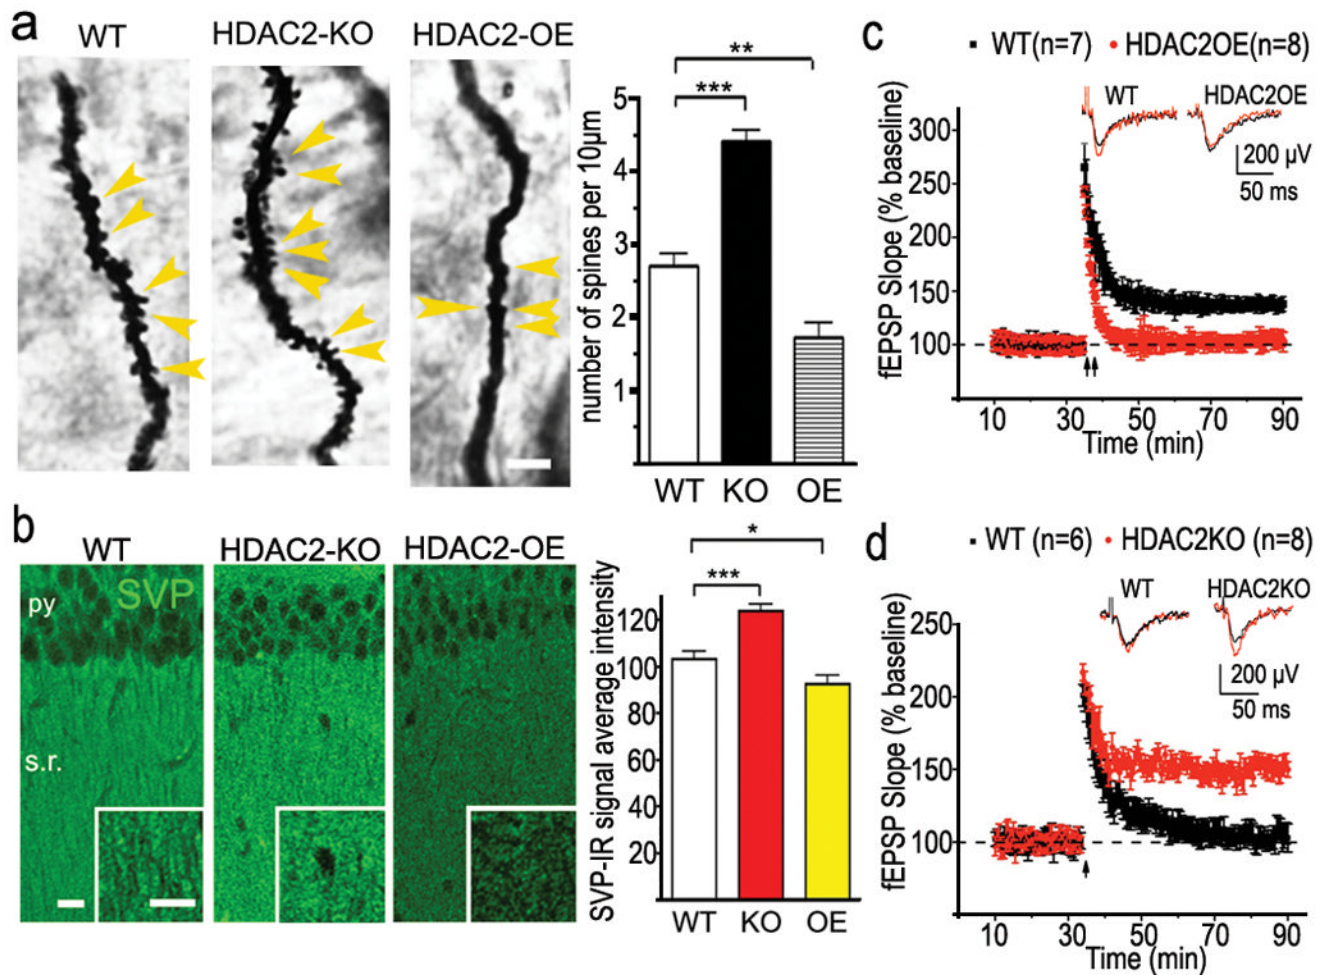 a
WT
HDAC2-KO
HDAC2-OE
**
***
number of spines per 10µm
5
4
3
2
1
WT
KO
OE
b
WT
HDAC2-KO
HDAC2-OE
SVP
py
s.r.
*
***
SVP-IR signal average intensity
120
100
80
60
40
20
WT
KO
OE
c
WT(n=7)
HDAC2OE(n=8)
WT
HDAC2OE
200 µV
50 ms
fEPSP Slope (% baseline)
300
250
200
150
100
10
30
50
70
90
Time (min)
d
WT (n=6)
HDAC2KO (n=8)
WT
HDAC2KO
200 µV
50 ms
fEPSP Slope (% baseline)
250
200
150
100
10
30
50
70
90
Time (min)